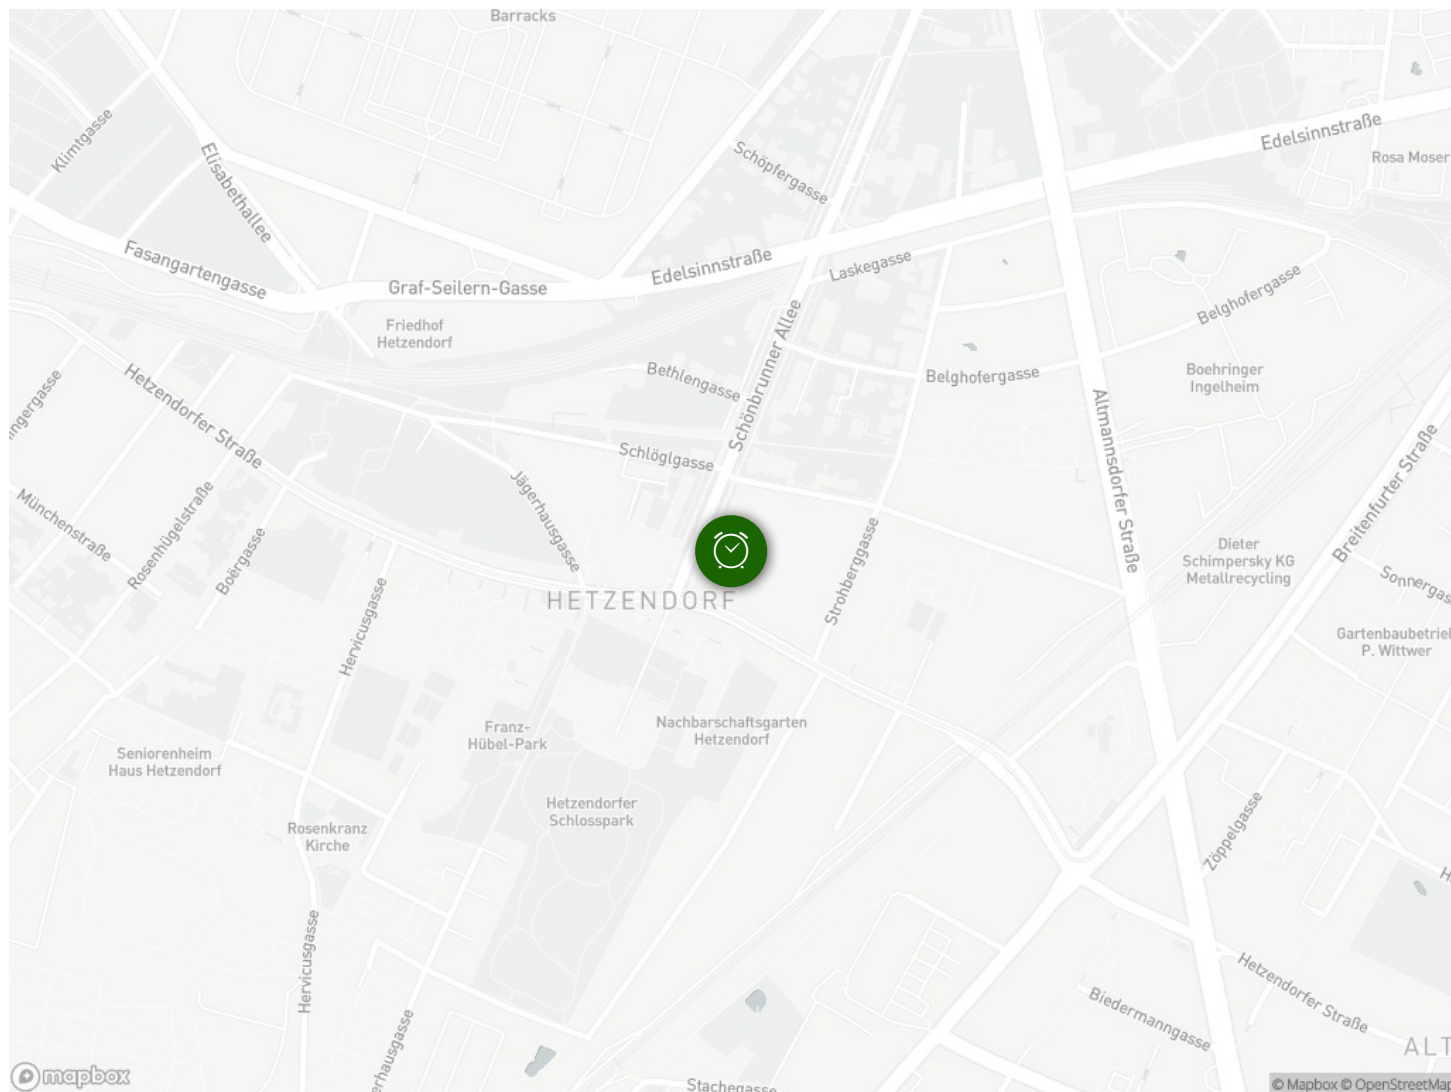 Barracks
Klimtgasse
Elisabethallee
Schöpfergasse
Edelsinnstraße
Rosa Moser
Fasangartengasse
Graf-Seilern-Gasse
Edelsinnstraße
Laskegasse
Belghofergasse
Friedhof
Hetzendorf
Schönbrunner Allee
Bethlengasse
Belghofergasse
Boehringer
Ingelheim
Hetzendorfer Straße
ingergasse
Altmannsdorfer Straße
Schlöglgasse
Breitenfurter Straße
Münchenstraße
Rosenhügelstraße
Jägerhausgasse
Boërgasse
Strohberggasse
Dieter
Schimpersky KG
Metallrecycling
Sonnergas
HETZENDORF
Hervicusgasse
Gartenbaubetriel
P. Wittwer
Franz-
Hübel-Park
Nachbarschaftsgarten
Hetzendorf
Seniorenheim
Haus Hetzendorf
Hetzendorfer
Schlosspark
Zöppelgasse
Rosenkranz
Kirche
Hervicusgasse
Hetzendorfer Straße
Biedermanngasse
erhausgasse
ALT
Stachegasse
mapbox
© Mapbox © OpenStreetMap